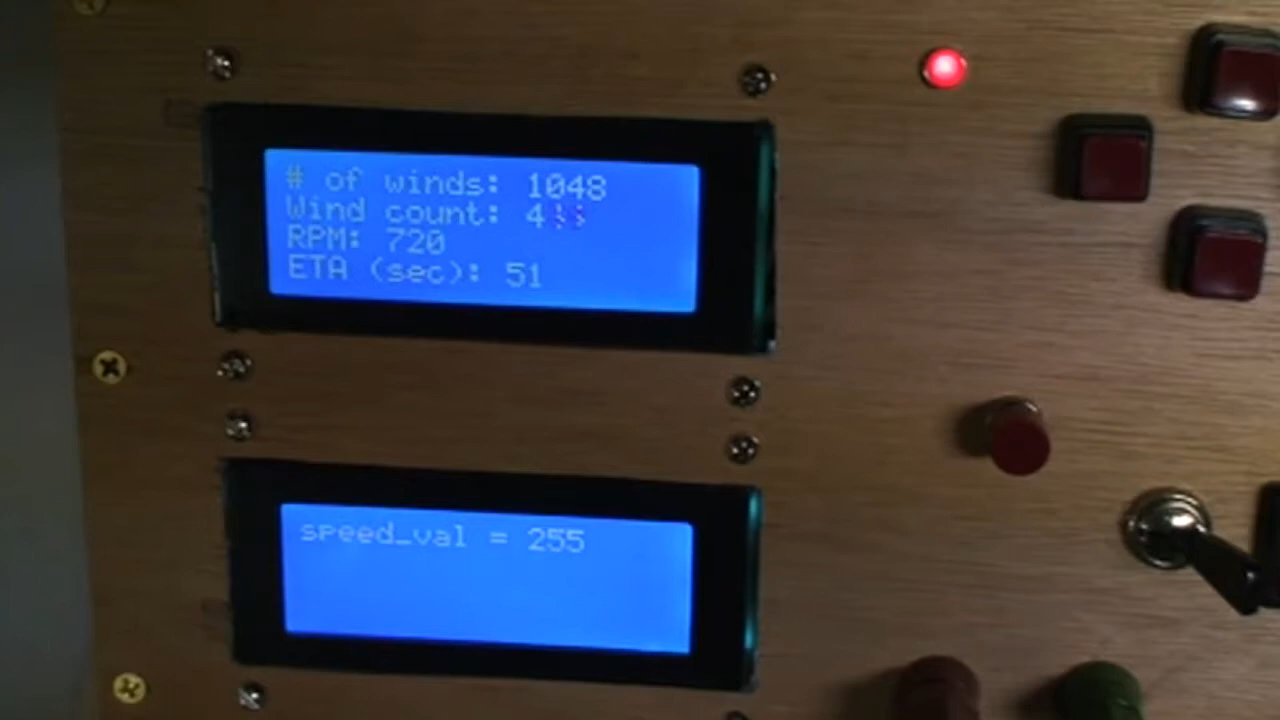 # of winds: 1048
Wind count: 4
RPM: 720
ETA (sec): 51
speed_val = 255